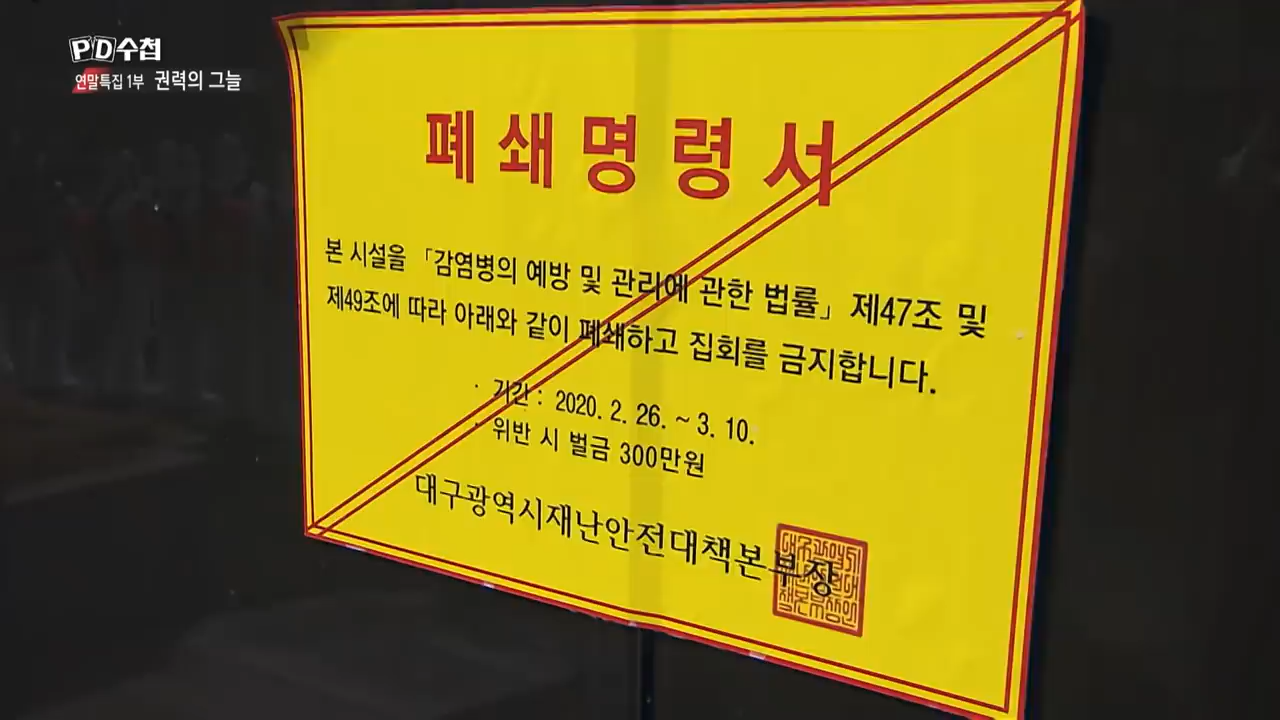 PD수첩
연말특집 1부 권력의 그늘
폐쇄명령서
본 시설을 「감염병의 예방 및 관리에 관한 법률」 제47조 및
제49조에 따라 아래와 같이 폐쇄하고 집회를 금지합니다.
· 기간 : 2020. 2. 26. ~ 3. 10.
· 위반 시 벌금 300만원
대구광역시재난안전대책본부장